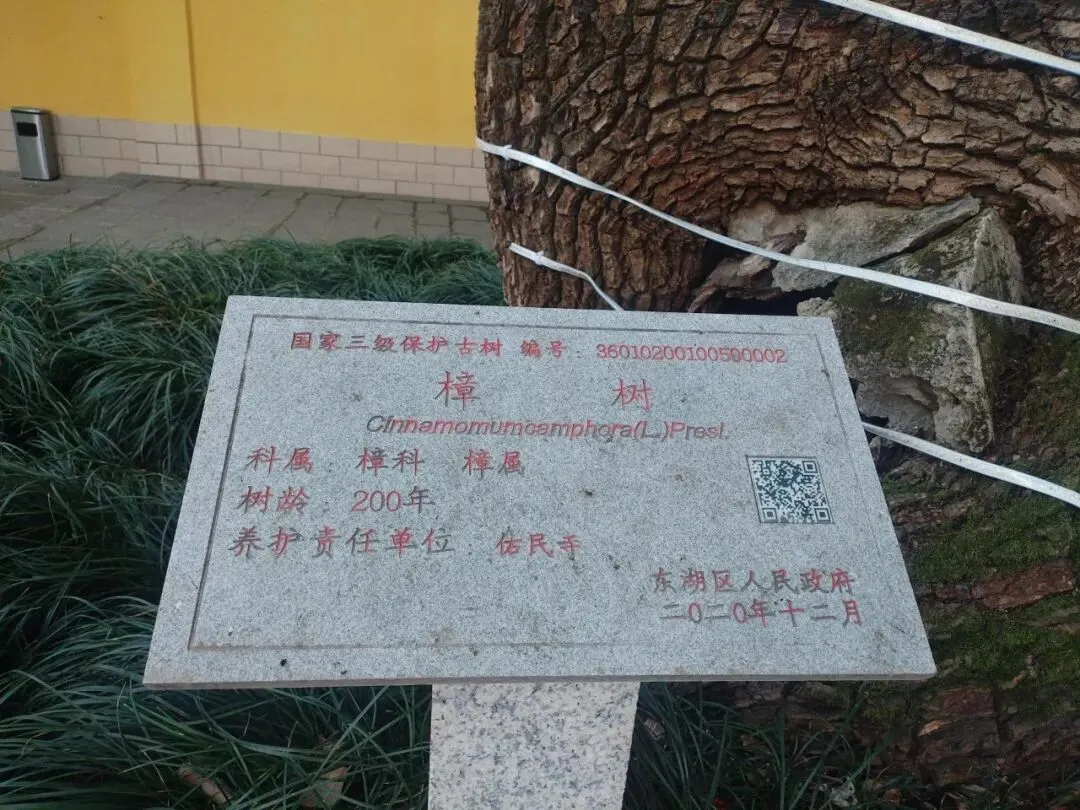 国家三级保护古树 编号：36010200100500002
樟 树
Cinnamomumcamphora(L.)Presl.
科属：樟科 樟属
树龄：200年
养护责任单位：佑民寺
东湖区人民政府
二〇二〇年十二月